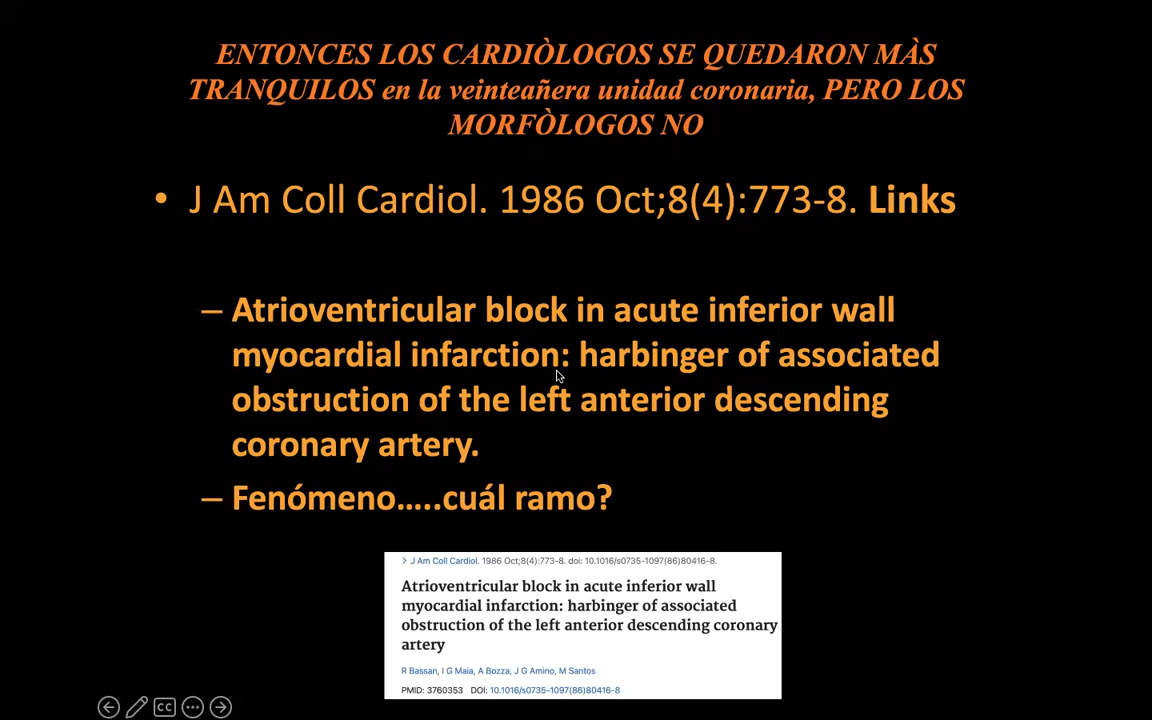 ENTONCES LOS CARDIÒLOGOS SE QUEDARON MÀS
TRANQUILOS en la veinteañera unidad coronaria, PERO LOS
MORFÒLOGOS NO
• J Am Coll Cardiol. 1986 Oct;8(4):773-8. Links
– Atrioventricular block in acute inferior wall
myocardial infarction: harbinger of associated
obstruction of the left anterior descending
coronary artery.
– Fenómeno…..cuál ramo?
> J Am Coll Cardiol. 1986 Oct;8(4):773-8. doi: 10.1016/s0735-1097(86)80416-8.
Atrioventricular block in acute inferior wall
myocardial infarction: harbinger of associated
obstruction of the left anterior descending coronary
artery
R Bassan, I G Maia, A Bozza, J G Amino, M Santos
PMID: 3760353 DOI: 10.1016/s0735-1097(86)80416-8
CC